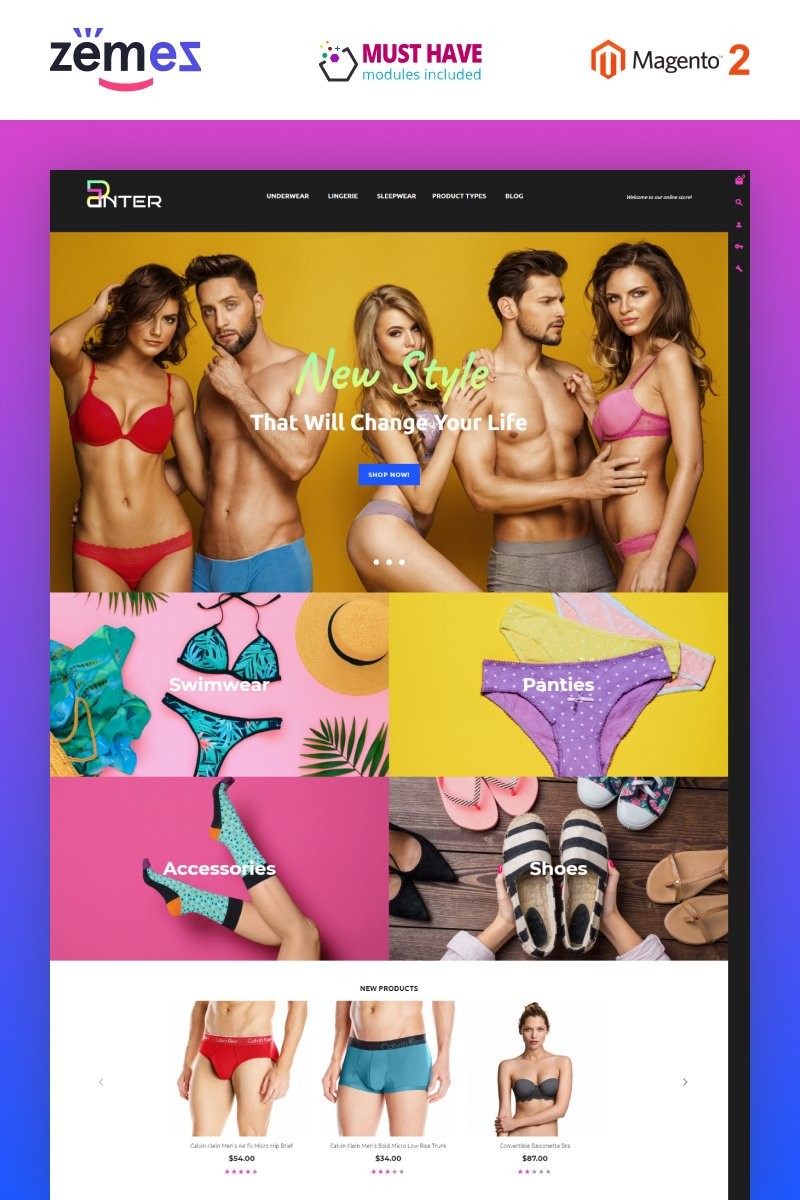 zemez
MUST HAVE
modules included
Magento 2
PANTER
UNDERWEAR LINGERIE SLEEPWEAR PRODUCT TYPES BLOG
Welcome to our online store!
New Style
That Will Change Your Life
SHOP NOW!
Swimwear
Panties
Accessories
Shoes
NEW PRODUCTS
Calvin Klein Men's Air Fx Micro Hip Brief
$54.00
Calvin Klein Men's Bold Micro Low Rise Trunk
$34.00
Convertible Balconette Bra
$87.00